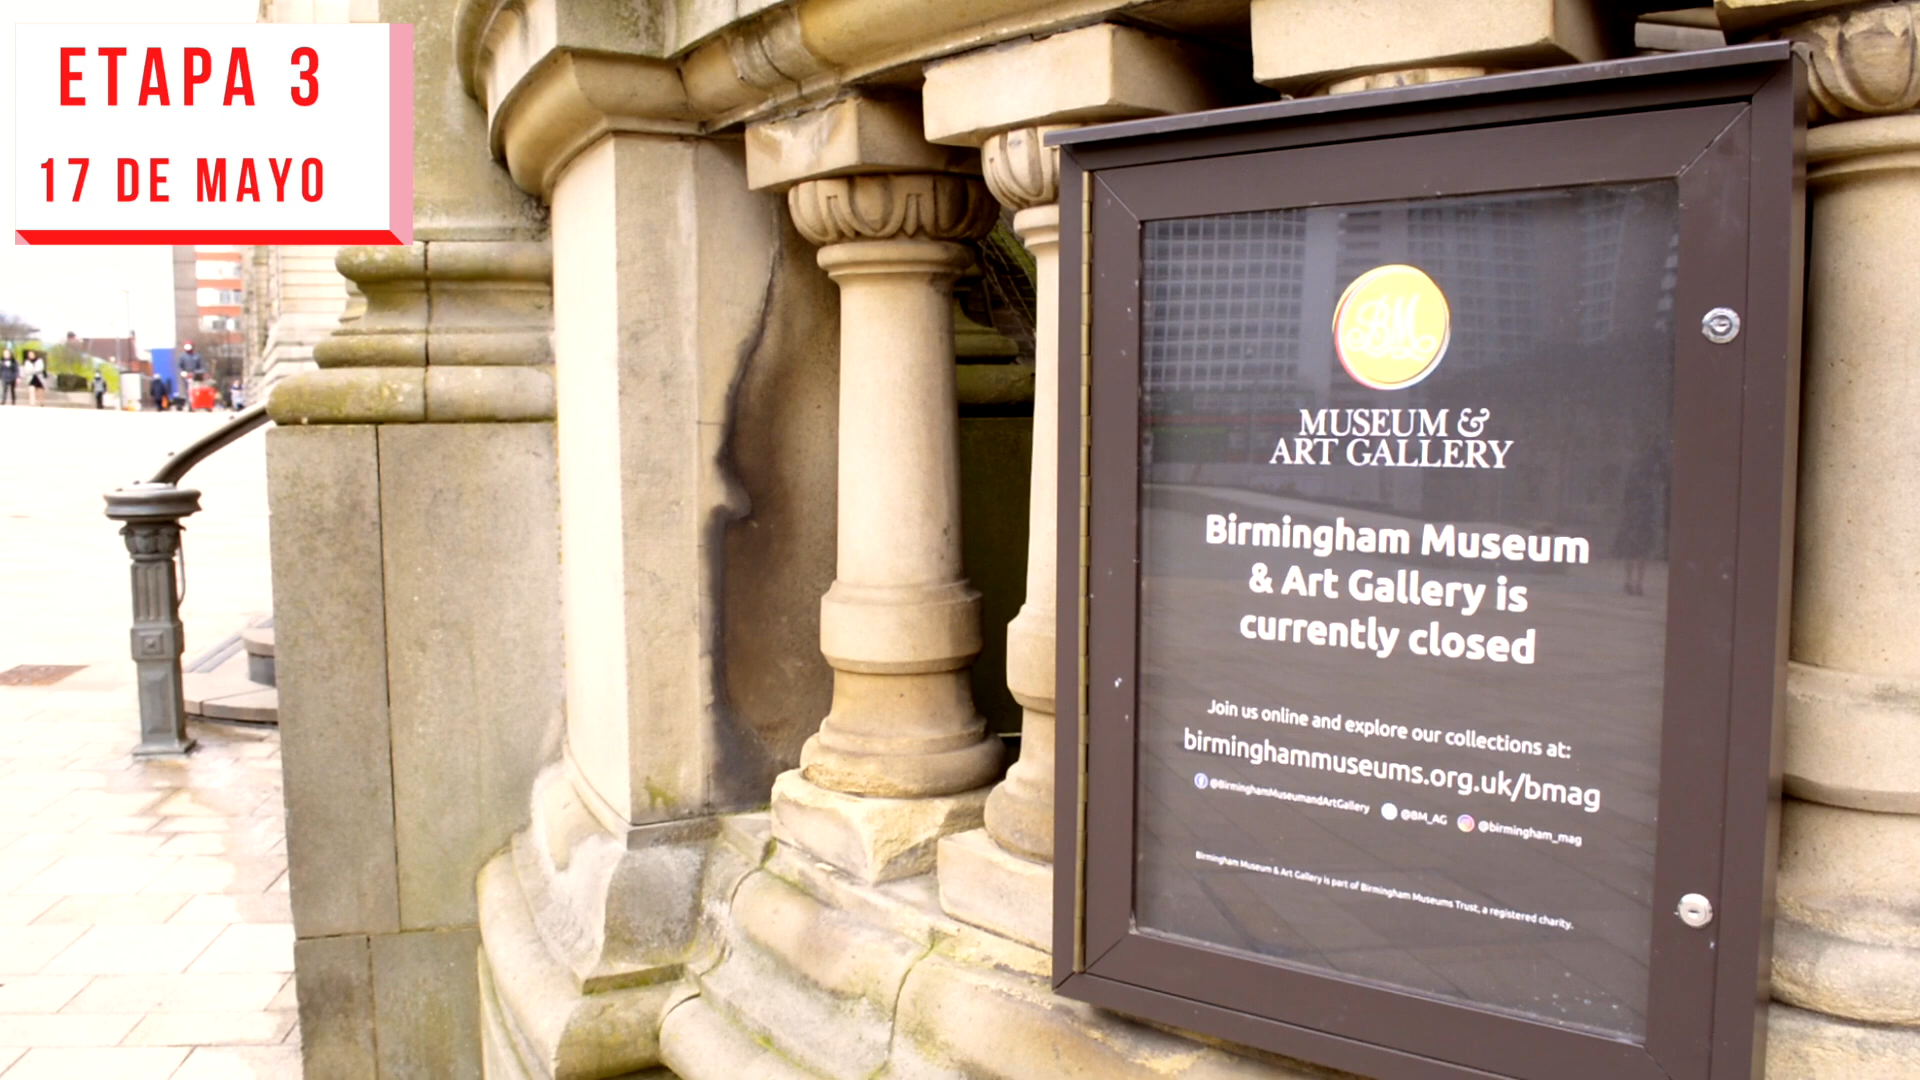 ETAPA 3
17 DE MAYO
BM
MUSEUM &
ART GALLERY
Birmingham Museum
& Art Gallery is
currently closed
Join us online and explore our collections at:
birminghammuseums.org.uk/bmag
@BirminghamMuseumandArtGallery @BM_AG @birmingham_mag
Birmingham Museum & Art Gallery is part of Birmingham Museums Trust, a registered charity.